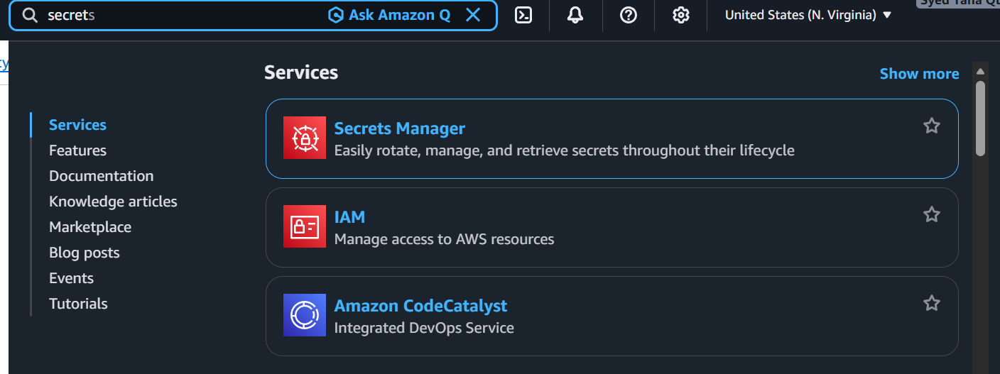 secrets
Ask Amazon Q
United States (N. Virginia)
Syed Taha
Services
Show more
Services
Features
Documentation
Knowledge articles
Marketplace
Blog posts
Events
Tutorials
Secrets Manager
Easily rotate, manage, and retrieve secrets throughout their lifecycle
IAM
Manage access to AWS resources
Amazon CodeCatalyst
Integrated DevOps Service